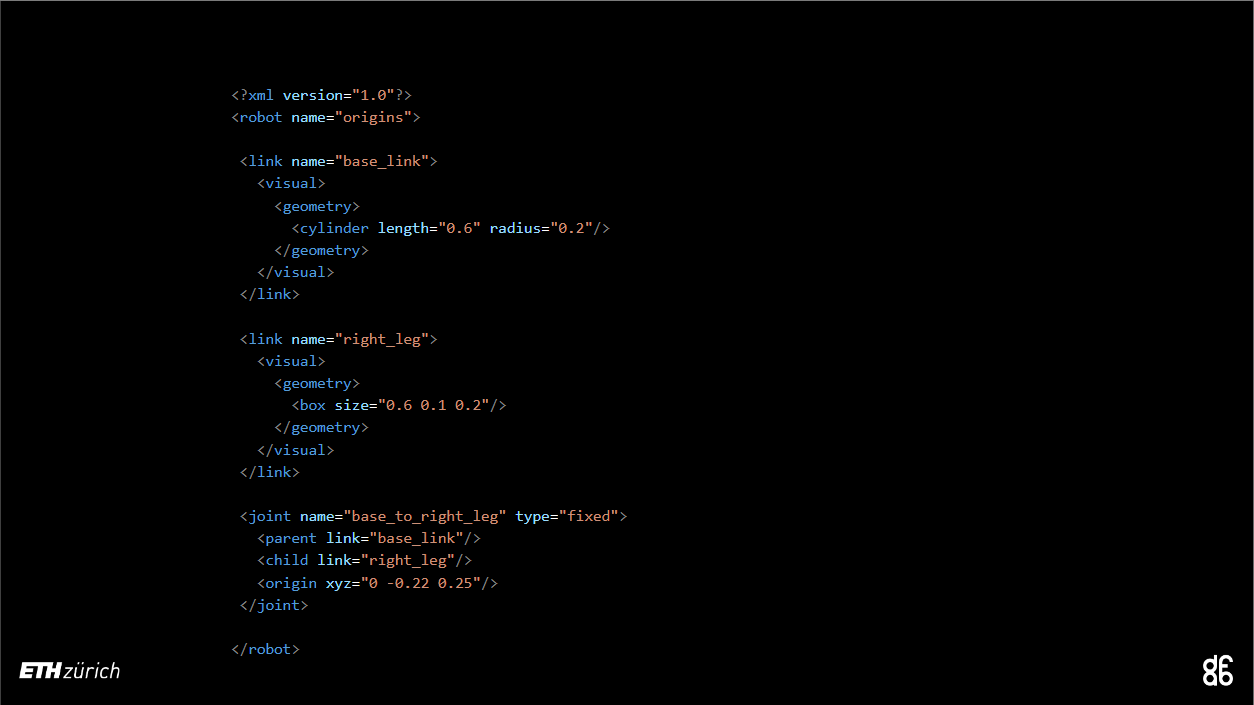 <?xml version="1.0"?>
<robot name="origins">
<link name="base_link">
<visual>
<geometry>
<cylinder length="0.6" radius="0.2"/>
</geometry>
</visual>
</link>
<link name="right_leg">
<visual>
<geometry>
<box size="0.6 0.1 0.2"/>
</geometry>
</visual>
</link>
<joint name="base_to_right_leg" type="fixed">
<parent link="base_link"/>
<child link="right_leg"/>
<origin xyz="0 -0.22 0.25"/>
</joint>
</robot>
ETH zürich